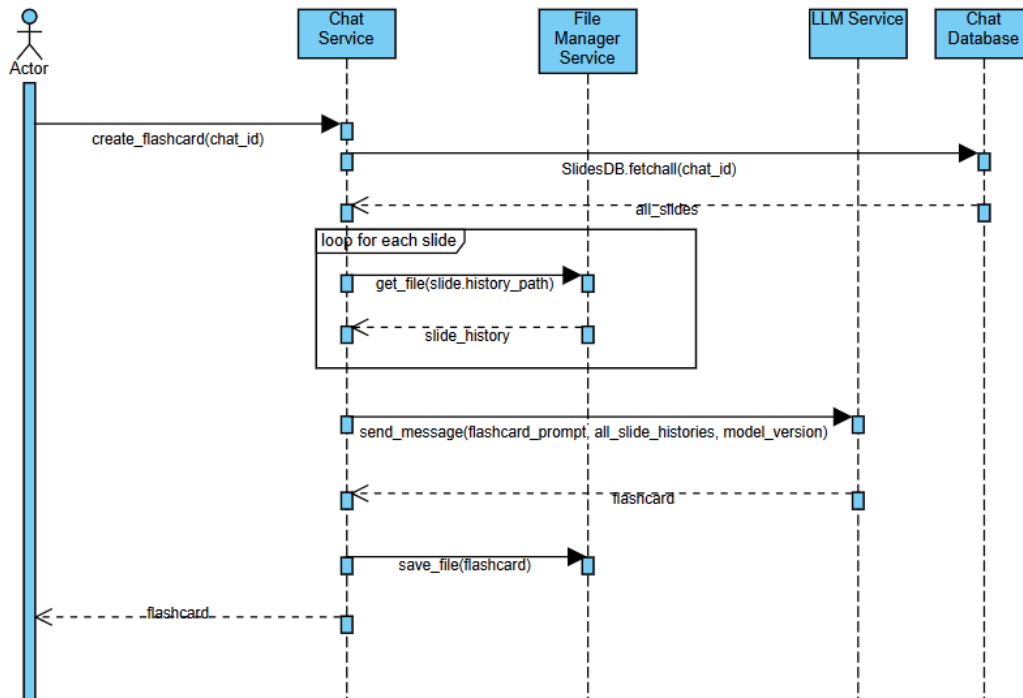 Actor
Chat
Service
File
Manager
Service
LLM Service
Chat
Database
create_flashcard(chat_id)
SlidesDB.fetchall(chat_id)
all_slides
loop for each slide
get_file(slide.history_path)
slide_history
send_message(flashcard_prompt, all_slide_histories, model_version)
flashcard
save_file(flashcard)
flashcard